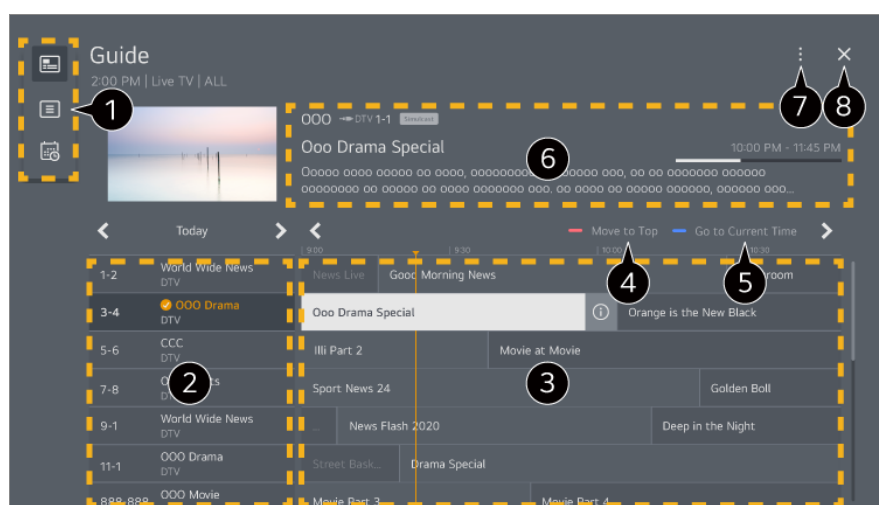 Guide
2:00 PM | Live TV | ALL
1
7
8
OOO DTV 1-1 Simulcast
Ooo Drama Special
6
10:00 PM - 11:45 PM
Ooooo oooo ooooo oo oooo, ooooooooo ooooooo ooo, oo oo ooooooo oooooo
oooooooo oo ooooo oo oooo ooooooo ooo. oo oooo oo ooooo oooooo, oooooo ooo...
Today
Move to Top
Go to Current Time
9:00
9:30
10:00
10:30
4
5
1-2
World Wide News
DTV
News Live
Good Morning News
room
3-4
OOO Drama
DTV
Ooo Drama Special
Orange is the New Black
5-6
CCC
DTV
Illi Part 2
Movie at Movie
7-8
2
Sport News 24
3
Golden Boll
9-1
World Wide News
DTV
...
News Flash 2020
Deep in the Night
11-1
OOO Drama
DTV
Street Bask...
Drama Special
888-888
OOO Movie
Movie Part 3
Movie Part 4